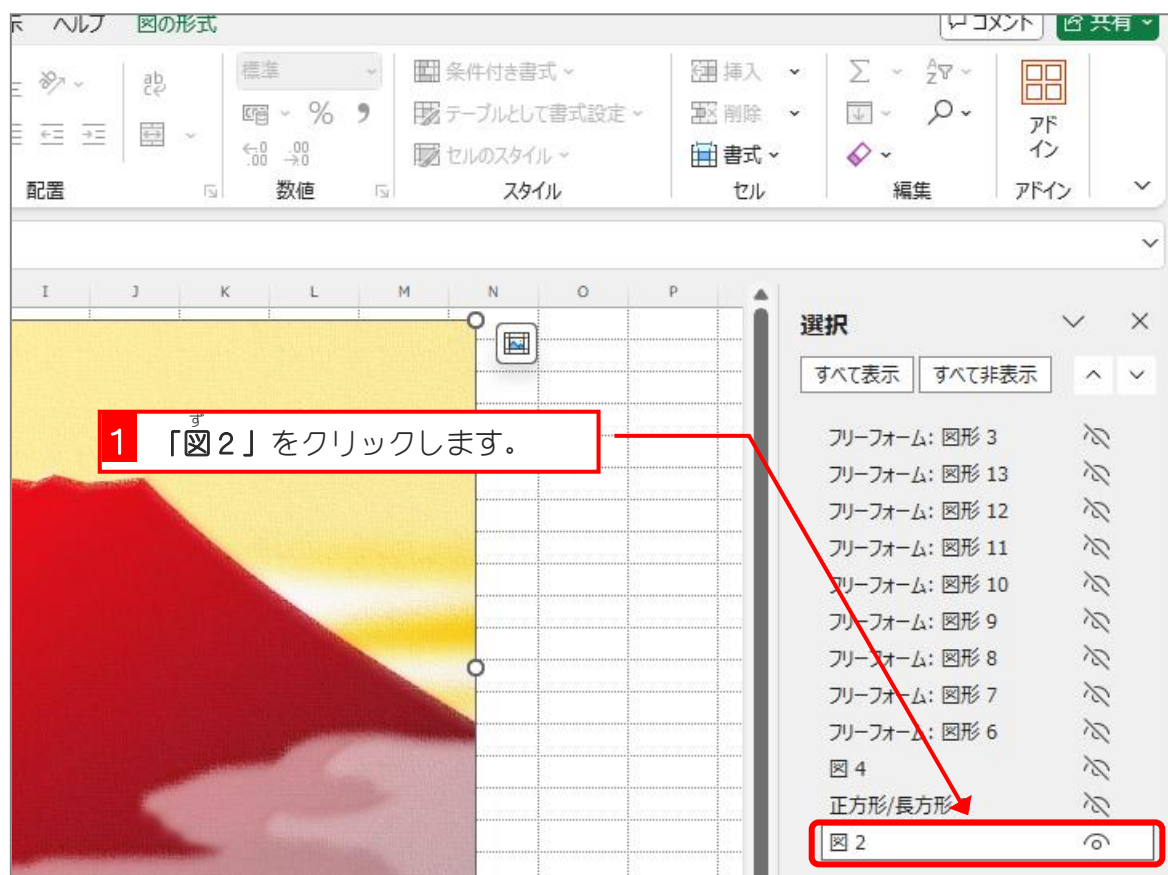 示 ヘルプ 図の形式
コメント 共有
ab
標準
条件付き書式
挿入
A
Z
% 9
テーブルとして書式設定
削除
アド
イン
←0 .00
.00 →0
セルのスタイル
書式
配置 数値 スタイル セル 編集 アドイン
I J K L M N O P
選択
すべて表示 すべて非表示
ず
1 「図2」をクリックします。
フリーフォーム: 図形 3
フリーフォーム: 図形 13
フリーフォーム: 図形 12
フリーフォーム: 図形 11
フリーフォーム: 図形 10
フリーフォーム: 図形 9
フリーフォーム: 図形 8
フリーフォーム: 図形 7
フリーフォーム: 図形 6
図 4
正方形/長方形
図 2